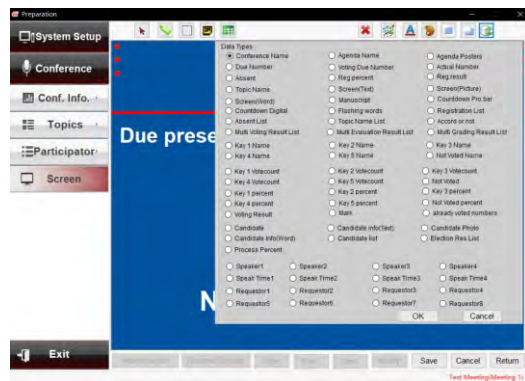 Preparation
System Setup
Conference
Conf. Info.
Topics
Participator
Screen
Exit
Due prese
N
Data Types
Conference Name Agenda Name Agenda Posters
Due Number Voting Due Number Actual Number
Absent Reg.percent Reg.result
Topic Name Screen(Text) Screen(Picture)
Screen(Word) Manuscript Countdown Pro.bar
Countdown Digital Flashing words Registration List
Absent List Topic Name List Accord or not
Multi Voting Result List Multi Evaluation Result List Multi Grading Result List
Key 1 Name Key 2 Name Key 3 Name
Key 4 Name Key 5 Name Not Voted Name
Key 1 Votecount Key 2 Votecount Key 3 Votecount
Key 4 Votecount Key 5 Votecount Not Voted
Key 1 percent Key 2 percent Key 3 percent
Key 4 percent Key 5 percent Not Voted percent
Voting Result Mark already voted numbers
Candidate Candidate info(Text) Candidate Photo
Candidate Info(Word) Candidate list Election Res List
Process Percent
Speaker1 Speaker2 Speaker3 Speaker4
Speak Time1 Speak Time2 Speak Time3 Speak Time4
Requestor1 Requestor2 Requestor3 Requestor4
Requestor5 Requestor6 Requestor7 Requestor8
OK Cancel
Save Cancel Return
Test Meeting(Meeting 1)